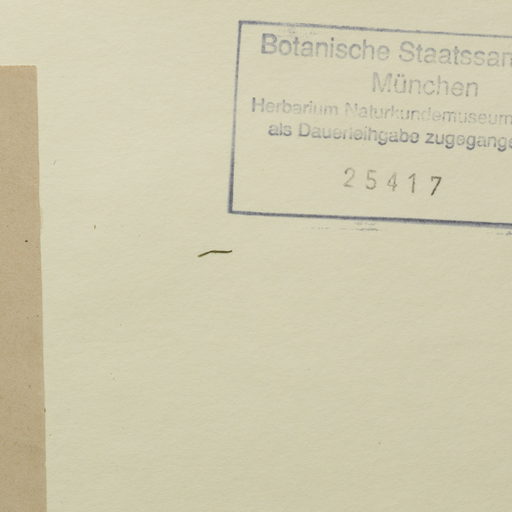 Botanische Staatssam
München
Herbarium Naturkundemuseum
als Dauerleihgabe zugegange
25417